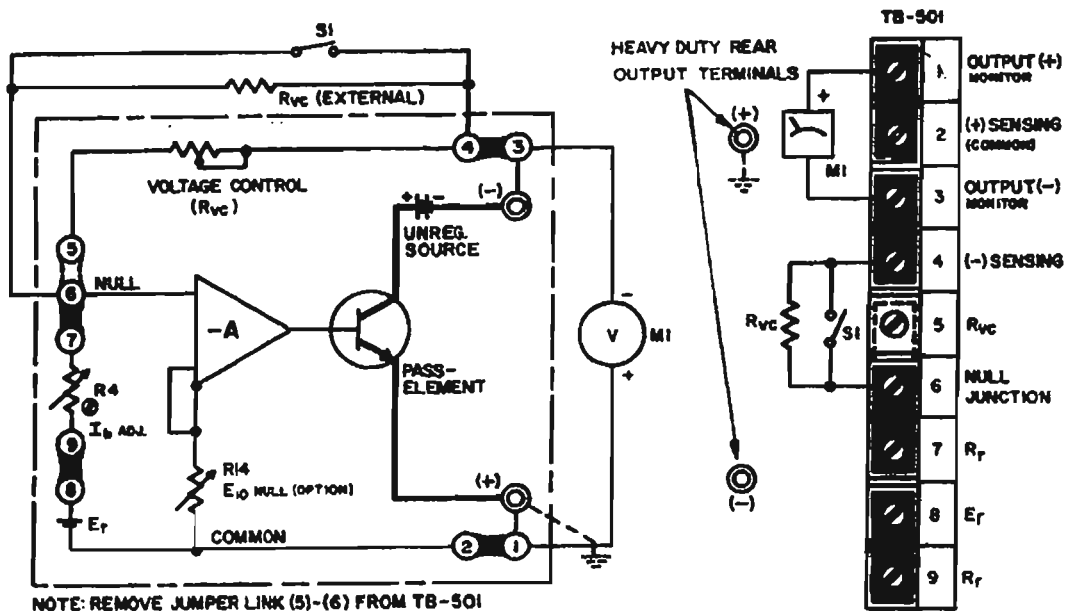 S1
RVC (EXTERNAL)
4
3
VOLTAGE CONTROL
(RVC)
(-)
+
-
UNREG.
SOURCE
5
6
NULL
7
-A
PASS-
ELEMENT
R4
Ib ADJ.
9
8
Er
R14
Eio NULL (OPTION)
COMMON
(+)
2
1
-
V
M1
+
NOTE: REMOVE JUMPER LINK (5)-(6) FROM TB-501
HEAVY DUTY REAR
OUTPUT TERMINALS
(+)
(-)
+
M1
RVC
S1
TB-501
1
OUTPUT (+)
MONITOR
2
(+) SENSING
(COMMON)
3
OUTPUT (-)
MONITOR
4
(-) SENSING
5
RVC
6
NULL
JUNCTION
7
Rr
8
Er
9
Rr